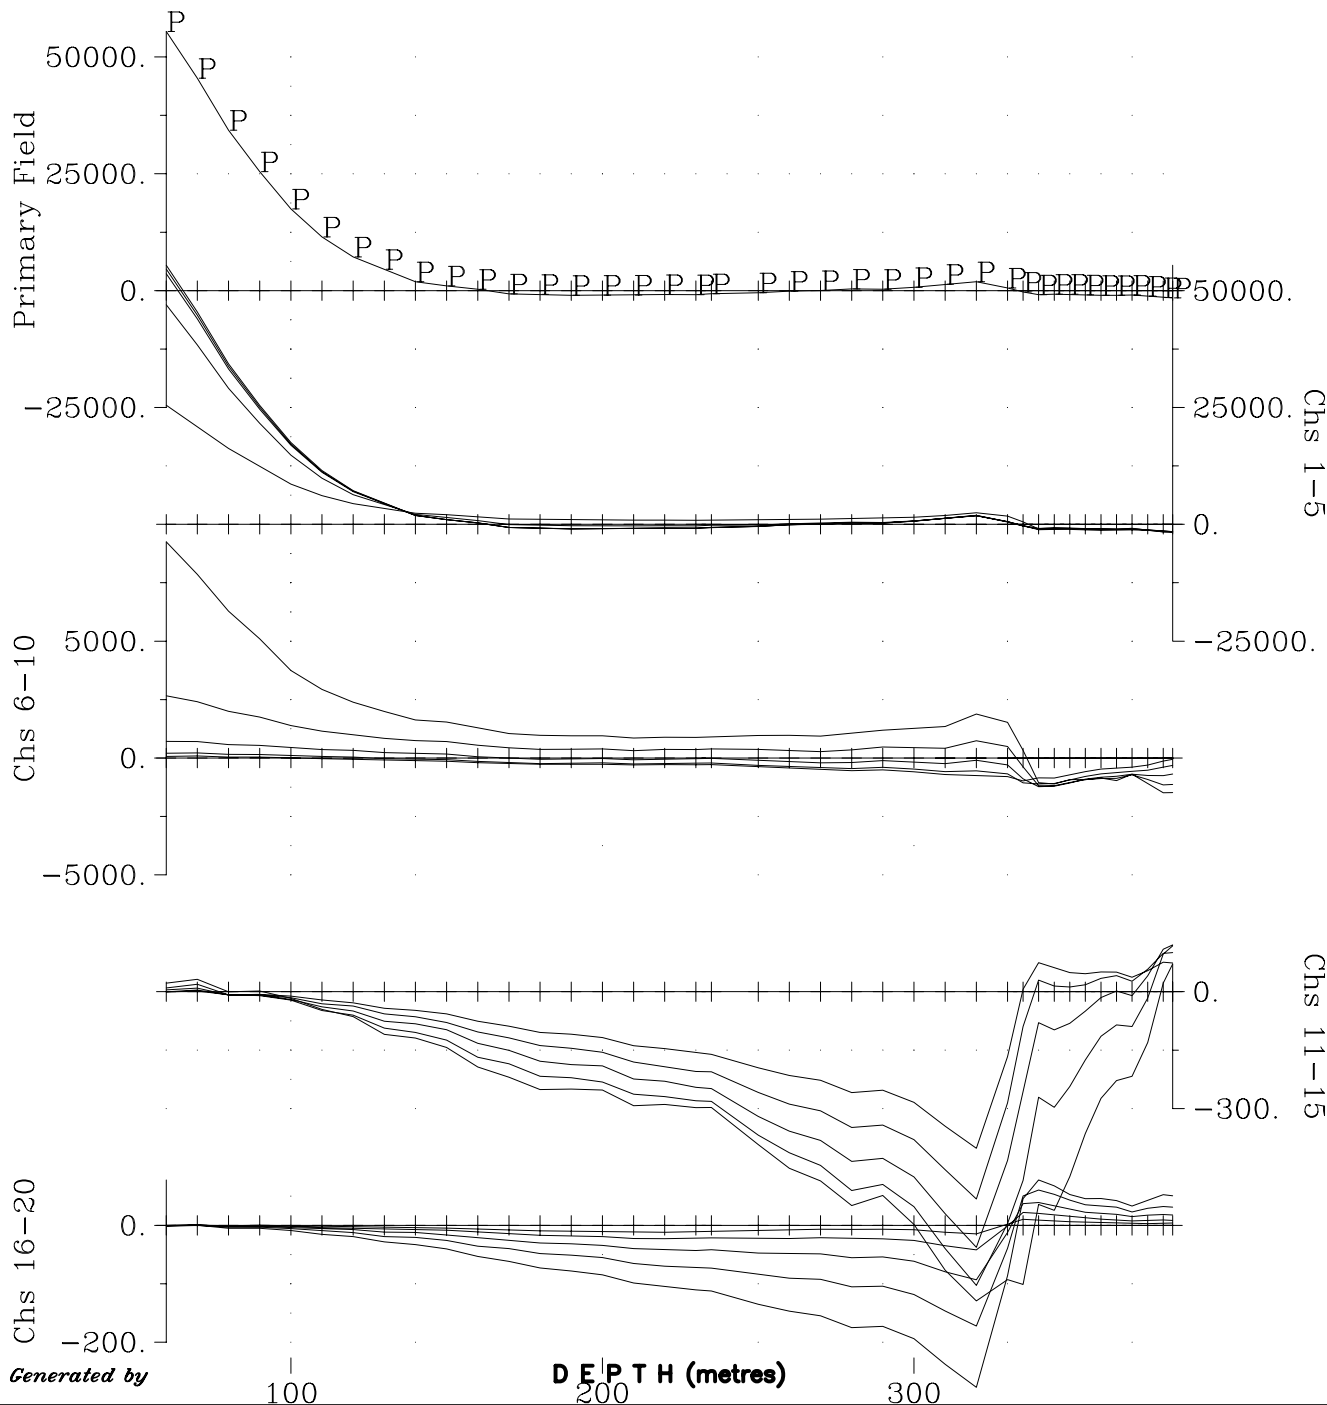 P P P P P P P P P P P P P P P P P P P P P P P P P P P P P P P P P P P P P P P
50000.
25000.
0.
-25000.
Primary Field
50000.
25000.
0.
-25000.
Chs 1-5
5000.
0.
-5000.
Chs 6-10
0.
-300.
Chs 11-15
0.
-200.
Chs 16-20
100 200 300
D E P T H (metres)
Generated by